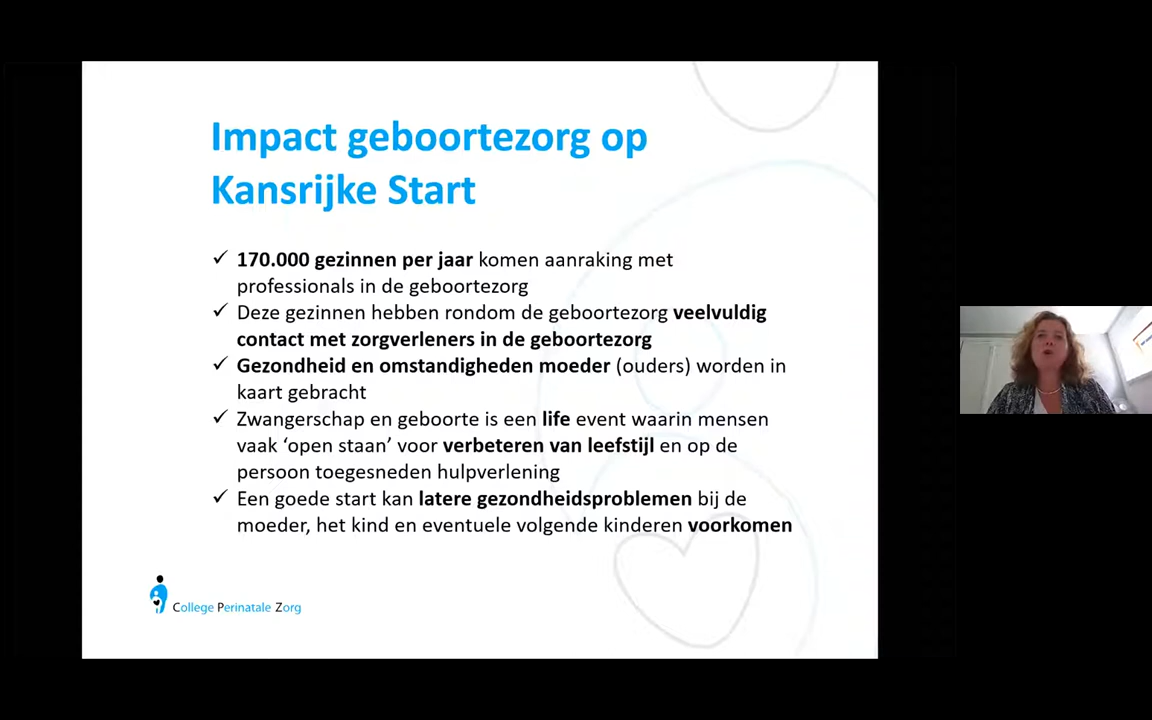 Impact geboortezorg op
Kansrijke Start
✓ 170.000 gezinnen per jaar komen aanraking met
professionals in de geboortezorg
✓ Deze gezinnen hebben rondom de geboortezorg veelvuldig
contact met zorgverleners in de geboortezorg
✓ Gezondheid en omstandigheden moeder (ouders) worden in
kaart gebracht
✓ Zwangerschap en geboorte is een life event waarin mensen
vaak ‘open staan’ voor verbeteren van leefstijl en op de
persoon toegesneden hulpverlening
✓ Een goede start kan latere gezondheidsproblemen bij de
moeder, het kind en eventuele volgende kinderen voorkomen
College Perinatale Zorg